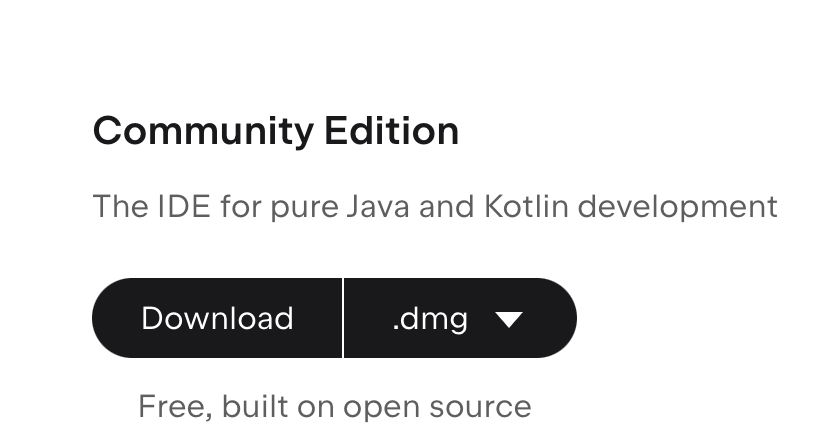 Community Edition
The IDE for pure Java and Kotlin development
Download .dmg
Free, built on open source